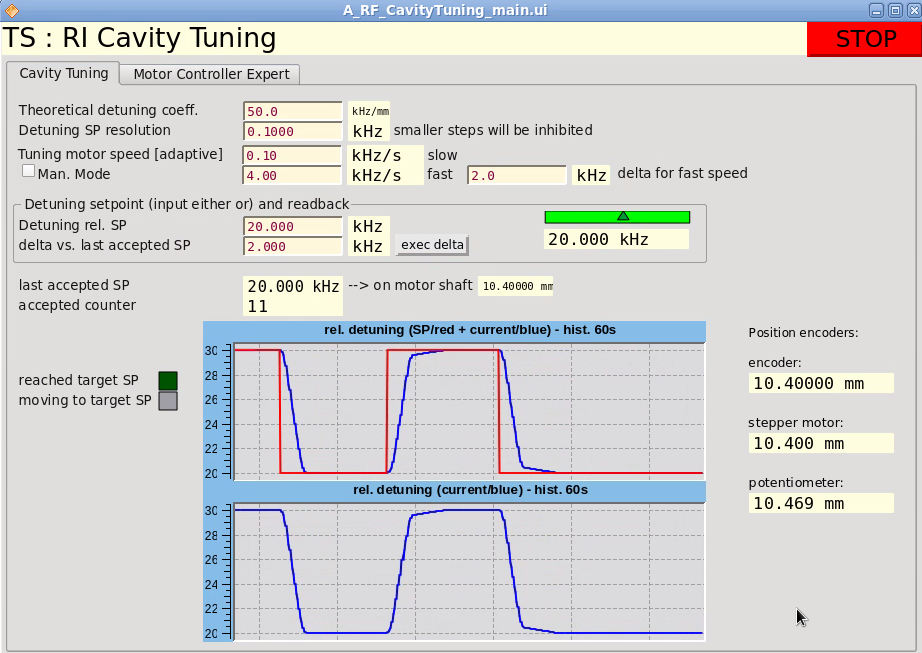 A_RF_CavityTuning_main.ui
TS : RI Cavity Tuning
STOP
Cavity Tuning
Motor Controller Expert
Theoretical detuning coeff. 50.0 kHz/mm
Detuning SP resolution 0.1000 kHz smaller steps will be inhibited
Tuning motor speed [adaptive] 0.10 kHz/s slow
Man. Mode 4.00 kHz/s fast 2.0 kHz delta for fast speed
Detuning setpoint (input either or) and readback
Detuning rel. SP 20.000 kHz
delta vs. last accepted SP 2.000 kHz exec delta
20.000 kHz
last accepted SP 20.000 kHz --> on motor shaft 10.40000 mm
accepted counter 11
rel. detuning (SP/red + current/blue) - hist. 60s
30
28
26
24
22
20
reached target SP
moving to target SP
rel. detuning (current/blue) - hist. 60s
30
28
26
24
22
20
Position encoders:
encoder:
10.40000 mm
stepper motor:
10.400 mm
potentiometer:
10.469 mm